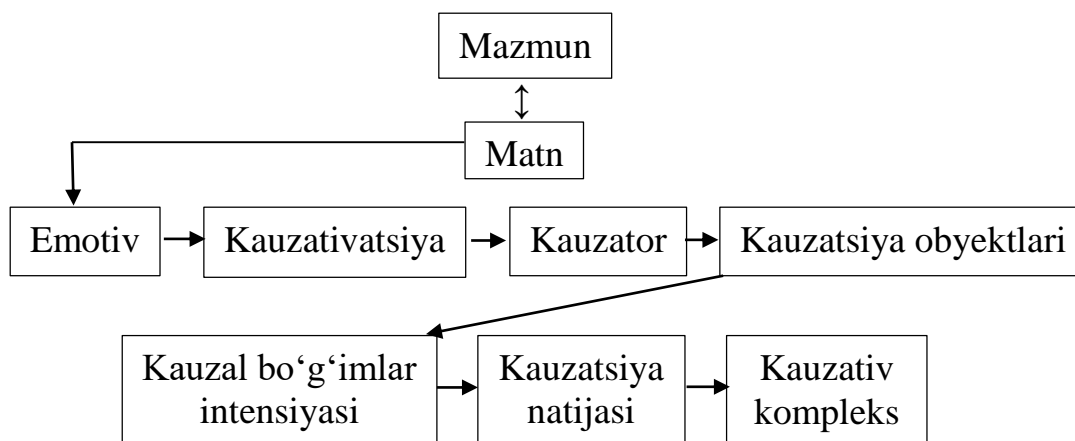 Mazmun
Matn
Emotiv
Kauzativatsiya
Kauzator
Kauzatsiya obyektlari
Kauzal bo‘g‘imlar
intensiyasi
Kauzatsiya
natijasi
Kauzativ
kompleks